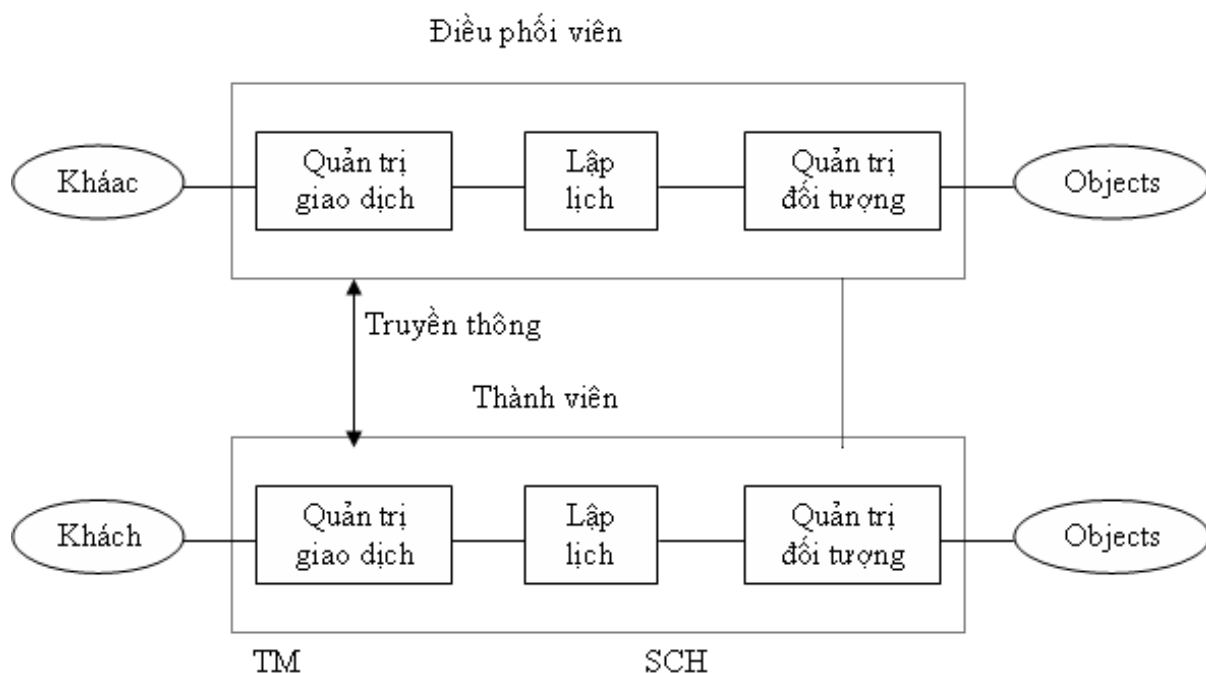 Điều phối viên
Kháac
Quản trị
giao dịch
Lập
lịch
Quản trị
đối tượng
Objects
Truyền thông
Thành viên
Khách
Quản trị
giao dịch
Lập
lịch
Quản trị
đối tượng
Objects
TM
SCH